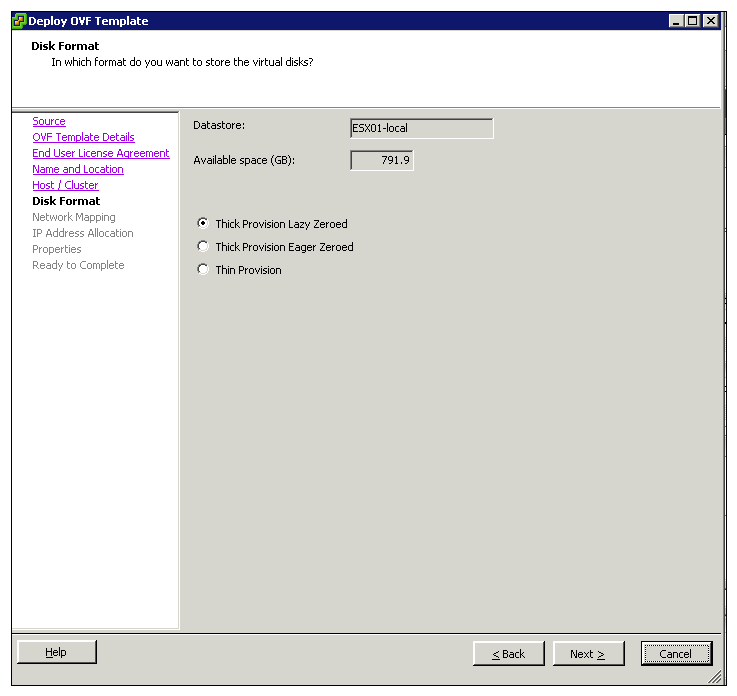 Deploy OVF Template
Disk Format
In which format do you want to store the virtual disks?
Source
OVF Template Details
End User License Agreement
Name and Location
Host / Cluster
Disk Format
Network Mapping
IP Address Allocation
Properties
Ready to Complete
Datastore: ESX01-local
Available space (GB): 791.9
Thick Provision Lazy Zeroed
Thick Provision Eager Zeroed
Thin Provision
Help
< Back
Next >
Cancel